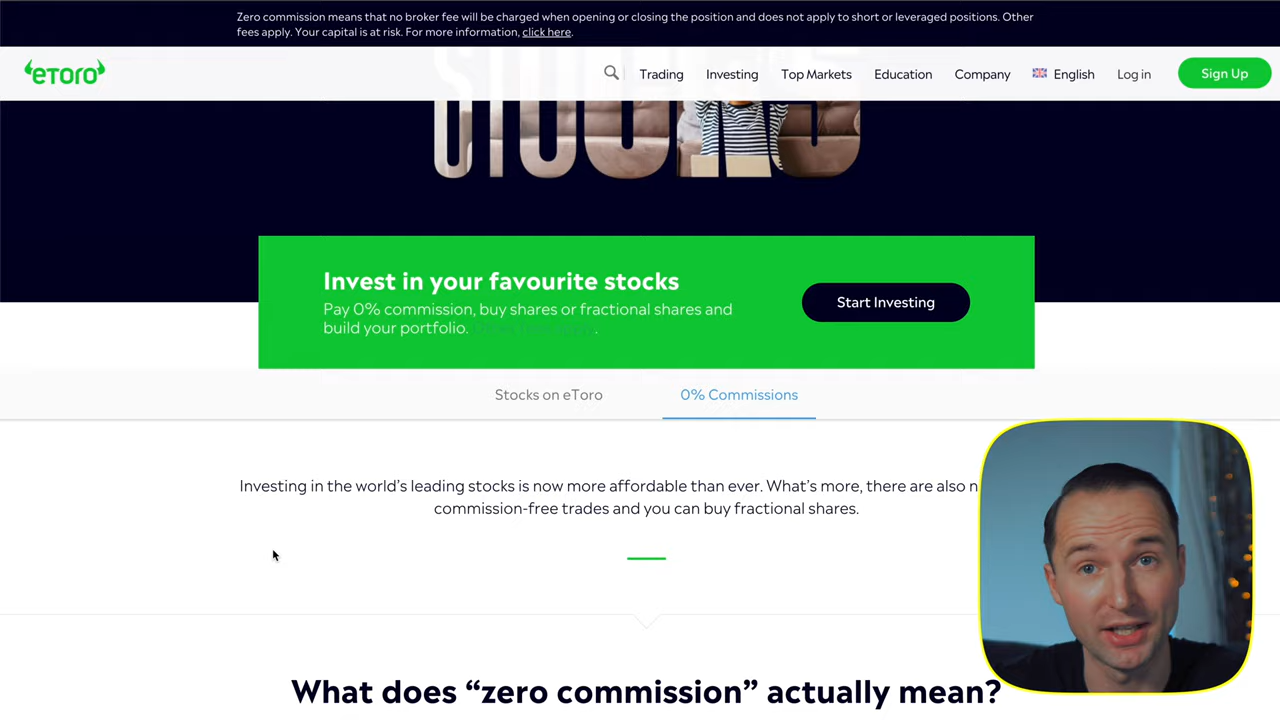 Zero commission means that no broker fee will be charged when opening or closing the position and does not apply to short or leveraged positions. Other
fees apply. Your capital is at risk. For more information, click here.
eToro
Trading
Investing
Top Markets
Education
Company
English
Log in
Sign Up
STOCKS
Invest in your favourite stocks
Pay 0% commission, buy shares or fractional shares and
build your portfolio.
Start Investing
Stocks on eToro
0% Commissions
Investing in the world's leading stocks is now more affordable than ever. What's more, there are also
commission-free trades and you can buy fractional shares.
What does “zero commission” actually mean?